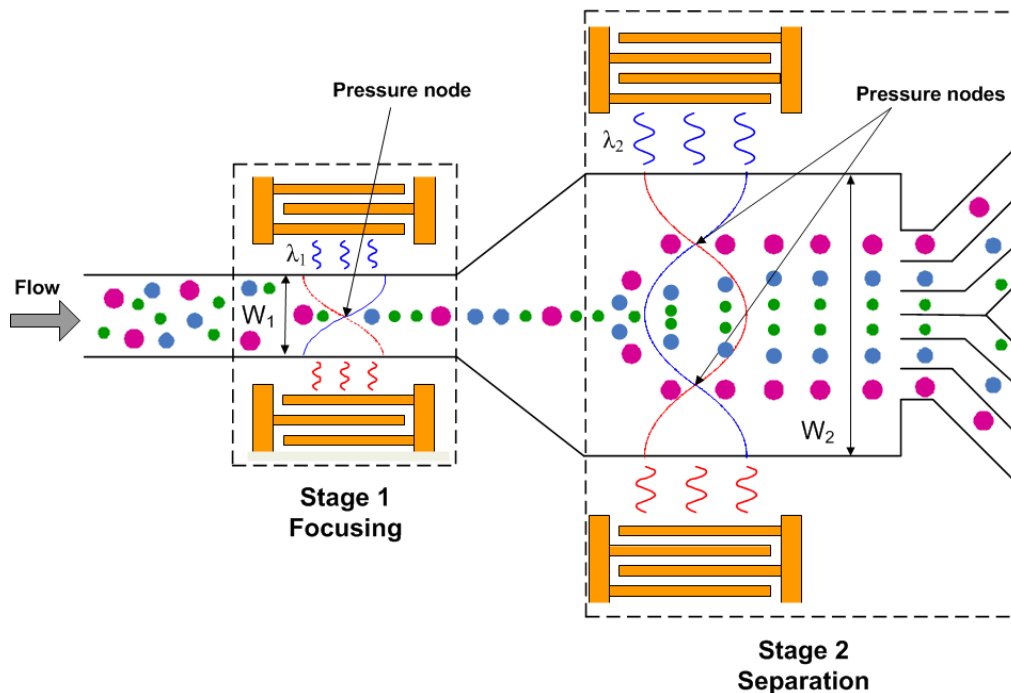 Pressure node
Pressure nodes
λ2
λ1
Flow
W1
W2
Stage 1
Focusing
Stage 2
Separation